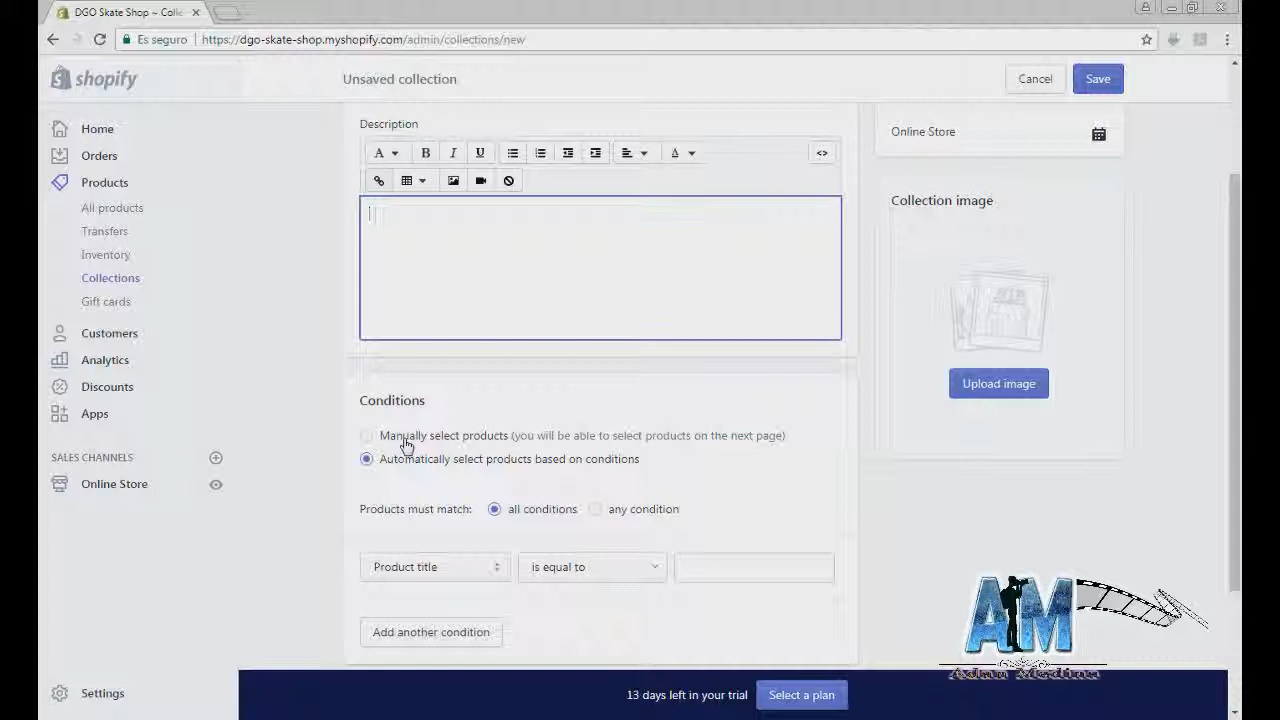 DGO Skate Shop ~ Collec
Es seguro
https://dgo-skate-shop.myshopify.com/admin/collections/new
shopify
Unsaved collection
Cancel
Save
Home
Orders
Products
All products
Transfers
Inventory
Collections
Gift cards
Customers
Analytics
Discounts
Apps
SALES CHANNELS
Online Store
Settings
Description
A
B
I
U
A
<>
Online Store
Collection image
Upload image
Conditions
Manually select products (you will be able to select products on the next page)
Automatically select products based on conditions
Products must match: all conditions any condition
Product title
is equal to
Add another condition
13 days left in your trial
Select a plan
AM
Adan Medina